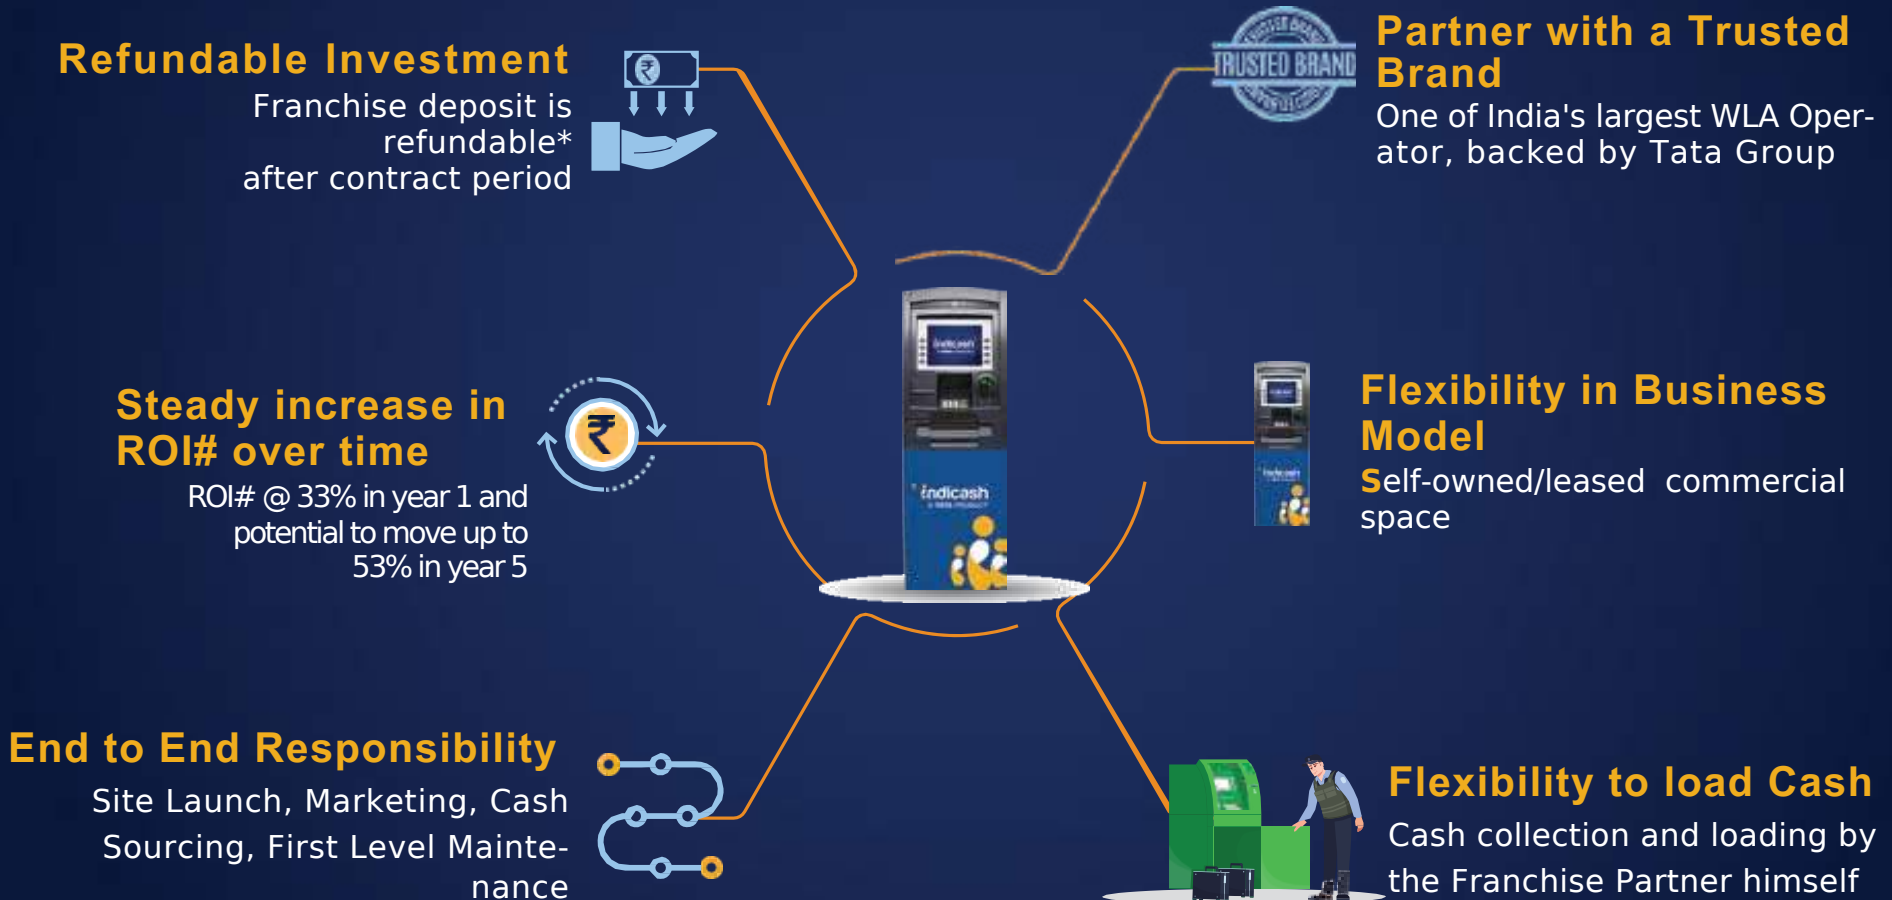 Refundable Investment
Franchise deposit is
refundable*
after contract period
TRUSTED BRAND
TRUSTED BRAND
Partner with a Trusted
Brand
One of India's largest WLA Oper-
ator, backed by Tata Group
Steady increase in
ROI# over time
ROI# @ 33% in year 1 and
potential to move up to
53% in year 5
₹
₹
indicash
indicash
Flexibility in Business
Model
Self-owned/leased commercial
space
indicash
End to End Responsibility
Site Launch, Marketing, Cash
Sourcing, First Level Mainte-
nance
Flexibility to load Cash
Cash collection and loading by
the Franchise Partner himself